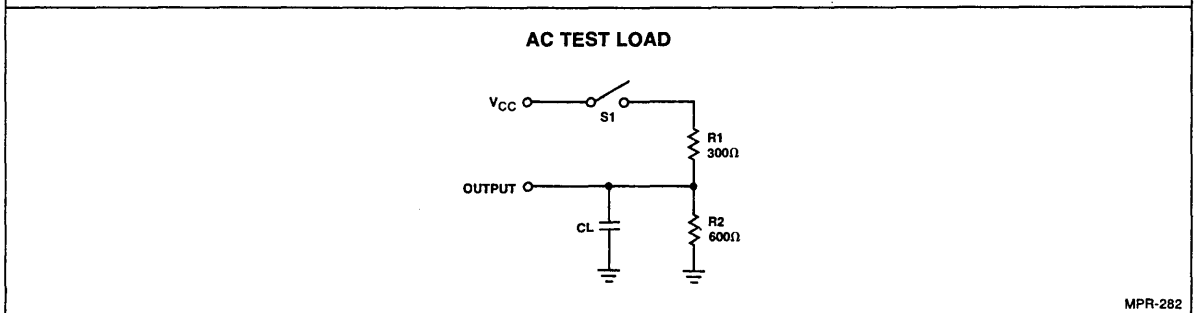 AC TEST LOAD
VCC
S1
R1
300Ω
OUTPUT
CL
R2
600Ω
MPR-282